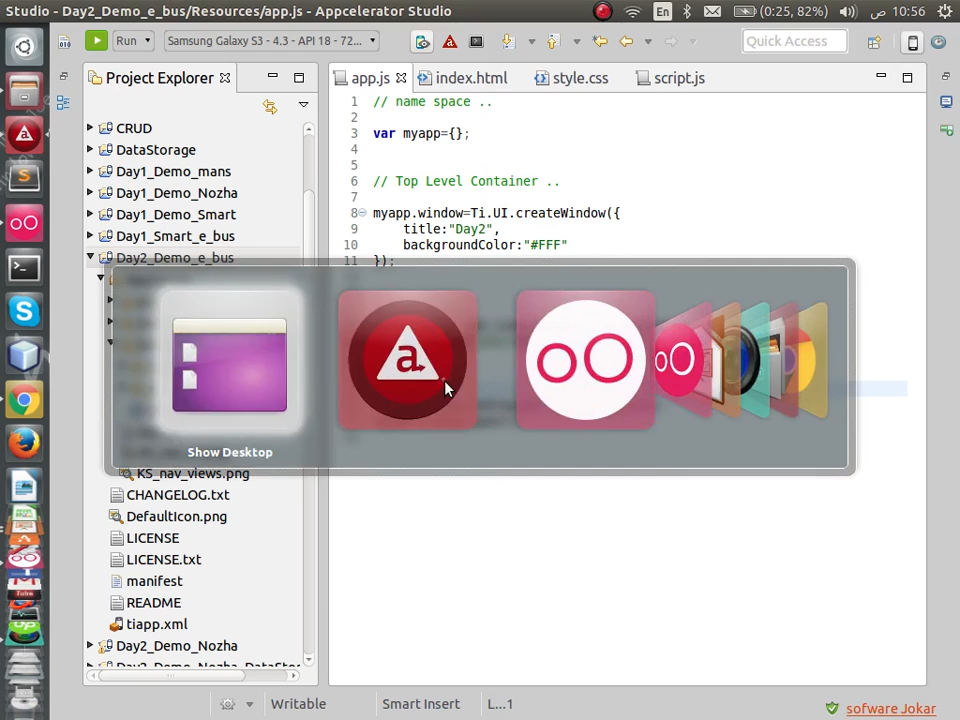 Studio - Day2_Demo_e_bus/Resources/app.js - Appcelerator Studio
En
(0:25, 82%)
10:56 ص
Run
Samsung Galaxy S3 - 4.3 - API 18 - 72...
Quick Access
Project Explorer
app.js
index.html
style.css
script.js
CRUD
DataStorage
Day1_Demo_mans
Day1_Demo_Nozha
Day1_Demo_Smart
Day1_Smart_e_bus
Day2_Demo_e_bus
KS_nav_views.png
CHANGELOG.txt
DefaultIcon.png
LICENSE
LICENSE.txt
manifest
README
tiapp.xml
Day2_Demo_Nozha
Day2_Demo_Nozha_DataStor
1 // name space ..
2
3 var myapp={};
4
5
6 // Top Level Container ..
7
8 myapp.window=Ti.UI.createWindow({
9 title:"Day2",
10 backgroundColor:"#FFF"
11 });
Show Desktop
Writable
Smart Insert
L...1
sofware Jokar